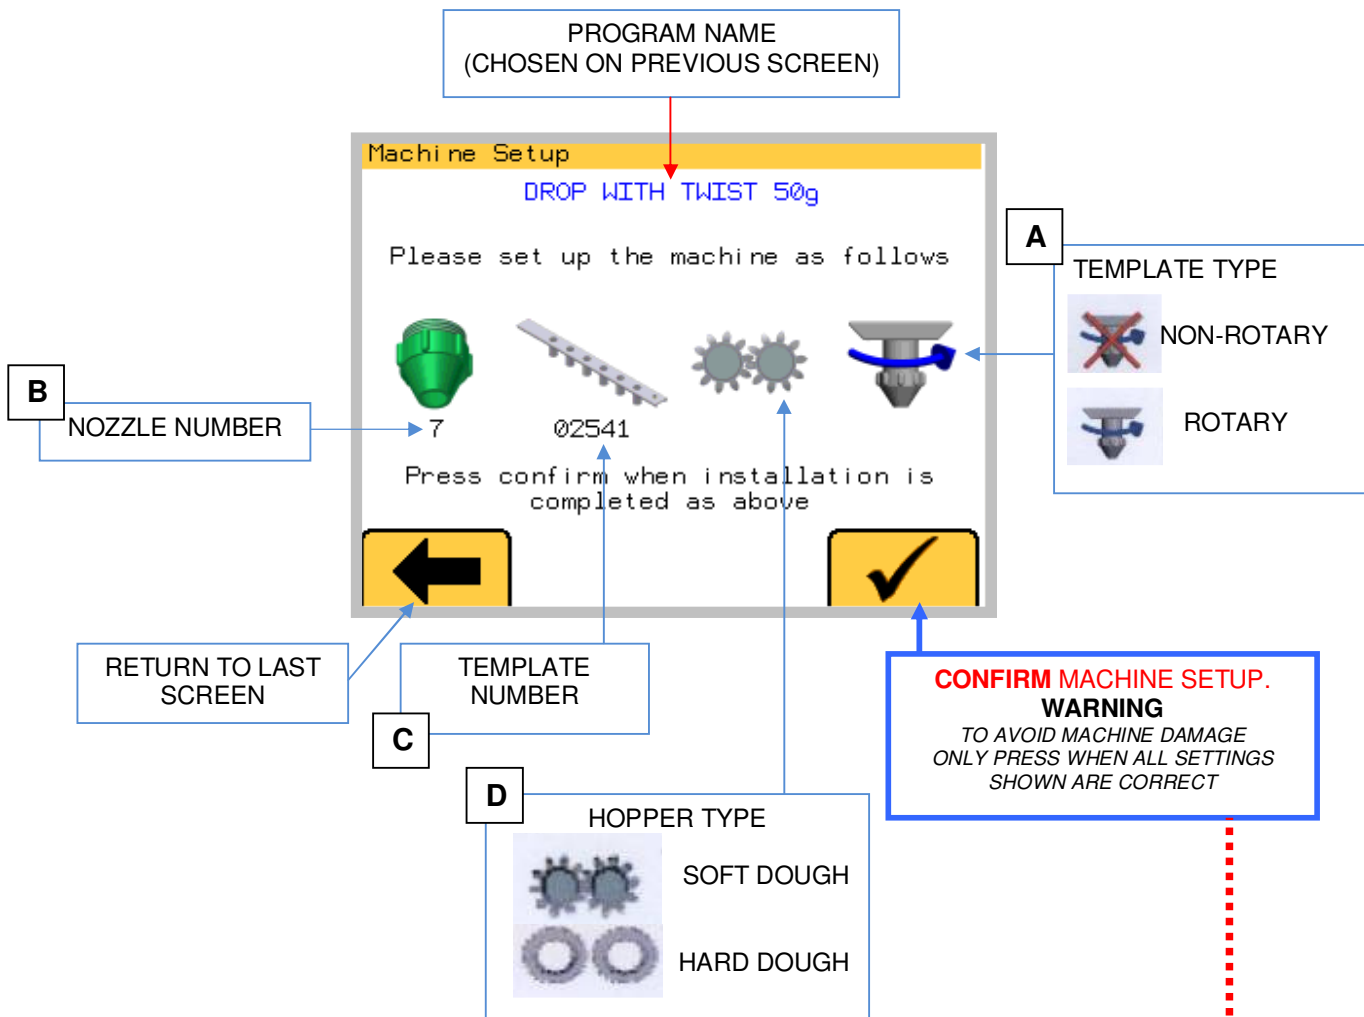 PROGRAM NAME
(CHOSEN ON PREVIOUS SCREEN)
Machine Setup
DROP WITH TWIST 50g
Please set up the machine as follows
A
TEMPLATE TYPE
NON-ROTARY
ROTARY
B
NOZZLE NUMBER
7
02541
Press confirm when installation is
completed as above
RETURN TO LAST
SCREEN
TEMPLATE
NUMBER
C
CONFIRM MACHINE SETUP.
WARNING
TO AVOID MACHINE DAMAGE
ONLY PRESS WHEN ALL SETTINGS
SHOWN ARE CORRECT
D
HOPPER TYPE
SOFT DOUGH
HARD DOUGH